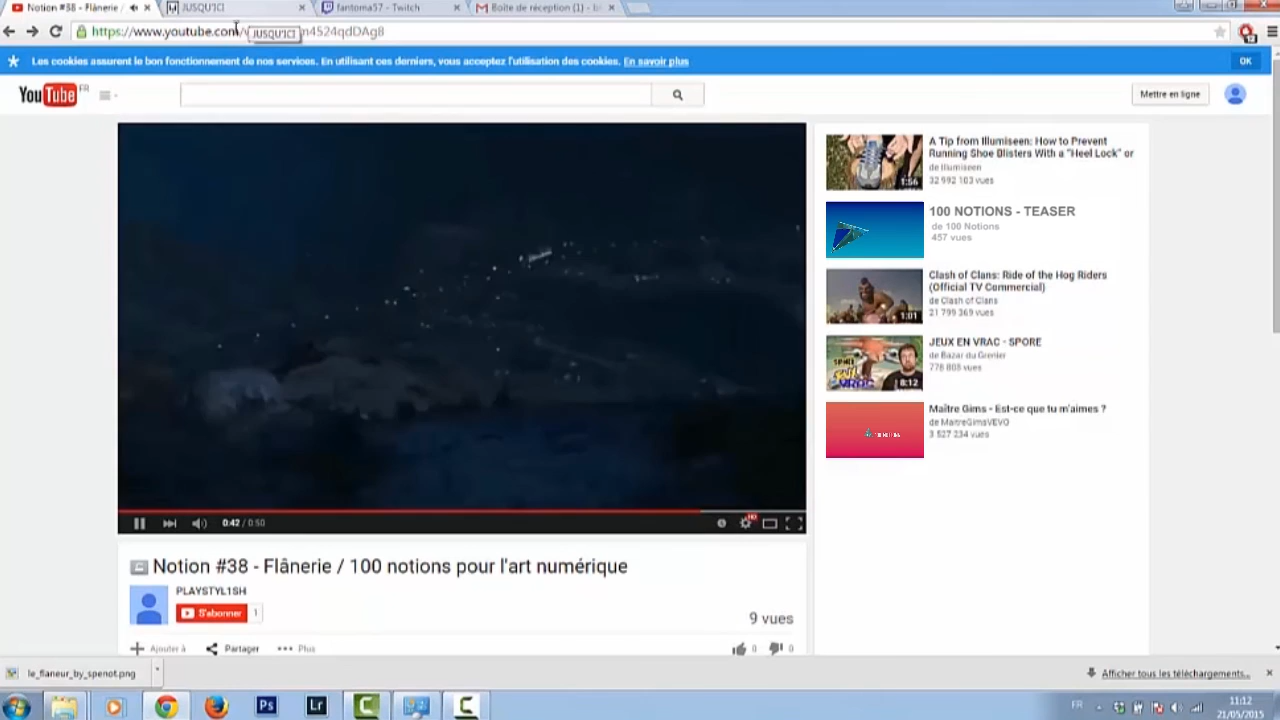 Notion #38 - Flânerie /
JUSQU'ICI
fantoma57 - Twitch
Boîte de réception (1) - b
https://www.youtube.com/
JUSQU'ICI
n4524qdDAg8
Les cookies assurent le bon fonctionnement de nos services. En utilisant ces derniers, vous acceptez l'utilisation des cookies. En savoir plus
OK
YouTube FR
Mettre en ligne
A Tip from Illumiseen: How to Prevent
Running Shoe Blisters With a "Heel Lock" or
de Illumiseen
32 992 103 vues
1:56
100 NOTIONS - TEASER
de 100 Notions
457 vues
Clash of Clans: Ride of the Hog Riders
(Official TV Commercial)
de Clash of Clans
21 799 369 vues
1:01
JEUX EN VRAC - SPORE
de Bazar du Grenier
778 808 vues
8:12
Maître Gims - Est-ce que tu m'aimes ?
de MaitreGimsVEVO
3 527 234 vues
0:42 / 0:50
HD
Notion #38 - Flânerie / 100 notions pour l'art numérique
PLAYSTYL1SH
S'abonner
1
9 vues
Ajouter à
Partager
Plus
0
0
le_flaneur_by_spenot.png
Afficher tous les téléchargements...
Ps
Lr
FR
11:12
21/05/2015